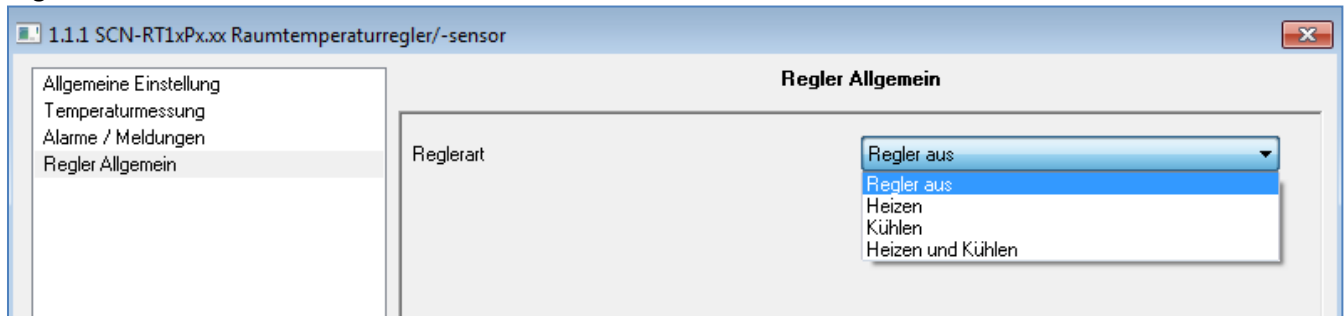 1.1.1 SCN-RT1xPx.xx Raumtemperaturregler/-sensor
Allgemeine Einstellung
Temperaturmessung
Alarme / Meldungen
Regler Allgemein
Regler Allgemein
Reglerart
Regler aus
Regler aus
Heizen
Kühlen
Heizen und Kühlen